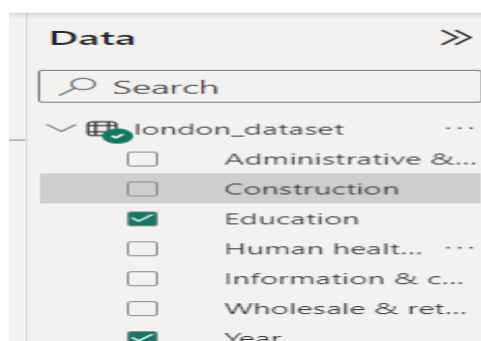 Data
Search
london_dataset ...
Administrative &...
Construction
Education
Human healt... ...
Information & c...
Wholesale & ret...
Year